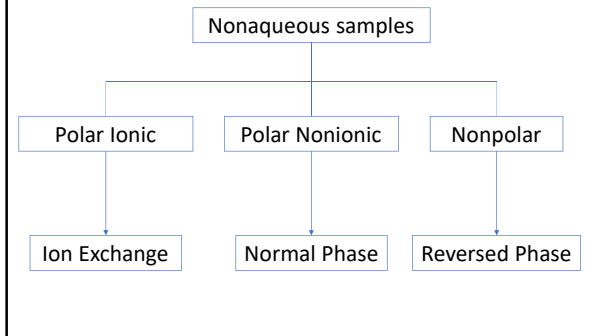 Nonaqueous samples
Polar Ionic
Polar Nonionic
Nonpolar
Ion Exchange
Normal Phase
Reversed Phase